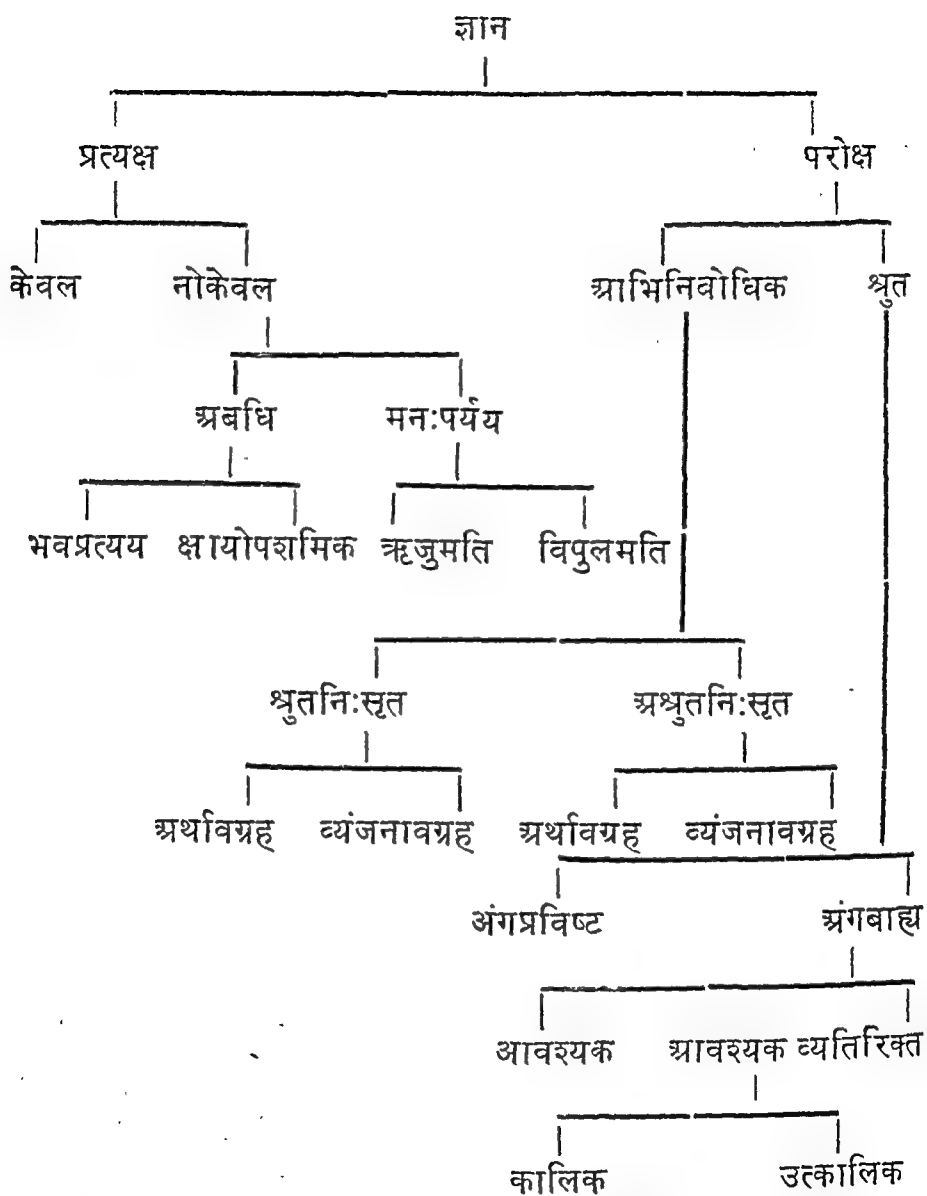 ज्ञान
प्रत्यक्ष परोक्ष
केवल नोकेवल आभिनिवोधिक श्रुत
अबधि मनःपर्यय
भवप्रत्यय क्षायोपशमिक ऋजुमति विपुलमति
श्रुतनिःसृत अश्रुतनिःसृत
अर्थावग्रह व्यंजनावग्रह अर्थावग्रह व्यंजनावग्रह
अंगप्रविष्ट अंगबाह्य
आवश्यक आवश्यक व्यतिरिक्त
कालिक उत्कालिक